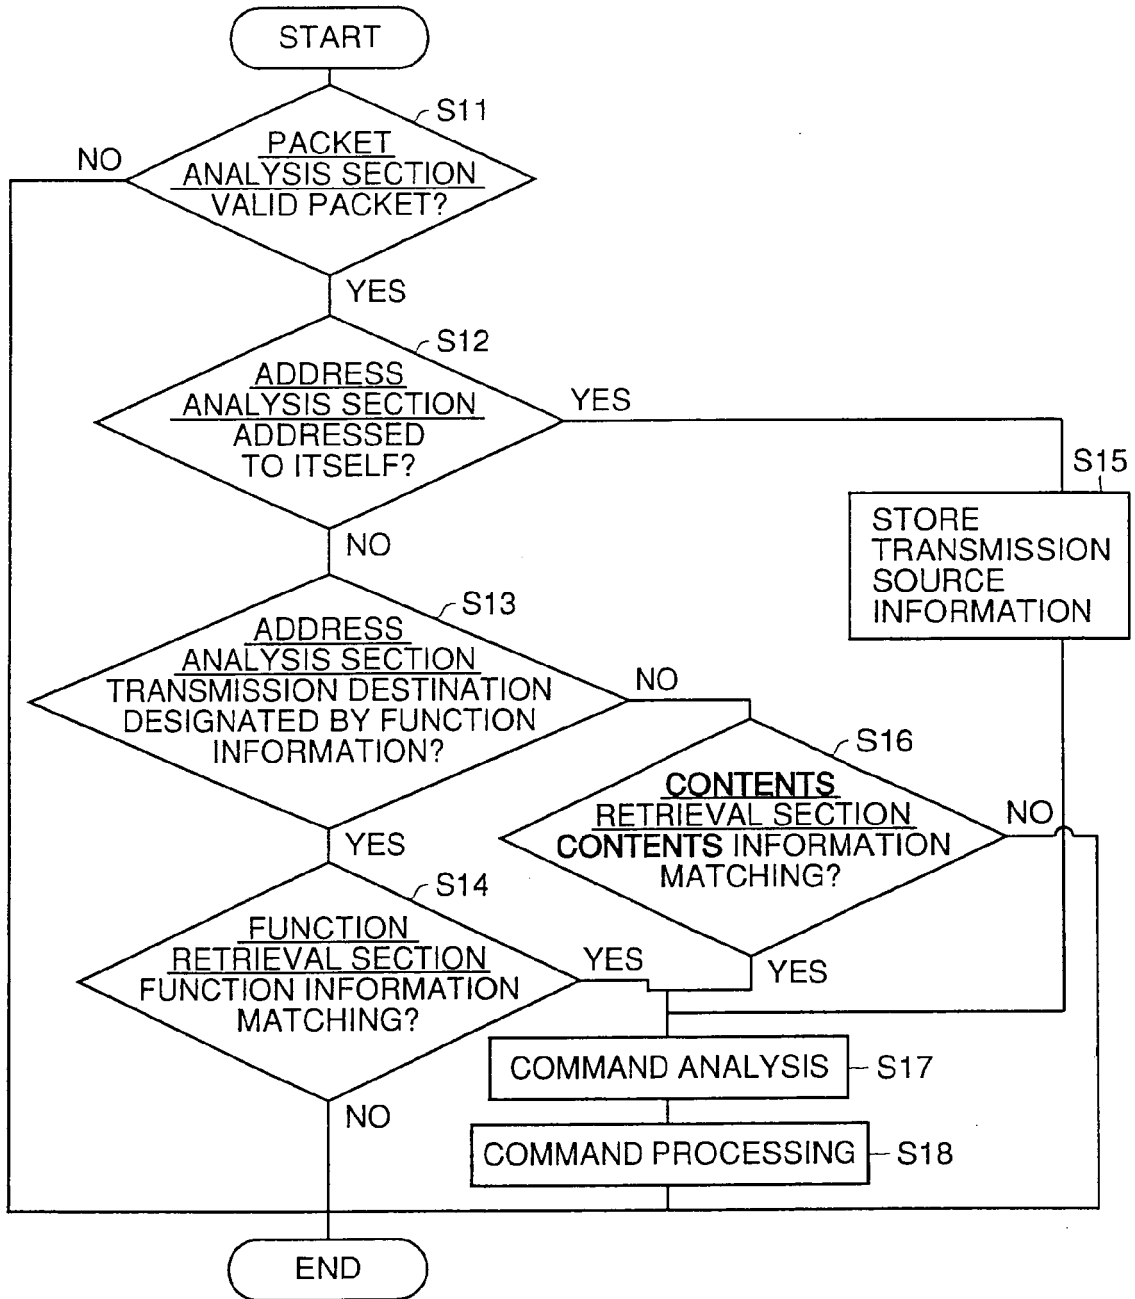 START
S11
PACKET
ANALYSIS SECTION
VALID PACKET?
NO
YES
S12
ADDRESS
ANALYSIS SECTION
ADDRESSED
TO ITSELF?
YES
NO
S15
STORE
TRANSMISSION
SOURCE
INFORMATION
S13
ADDRESS
ANALYSIS SECTION
TRANSMISSION DESTINATION
DESIGNATED BY FUNCTION
INFORMATION?
NO
YES
S16
CONTENTS
RETRIEVAL SECTION
CONTENTS INFORMATION
MATCHING?
NO
YES
S14
FUNCTION
RETRIEVAL SECTION
FUNCTION INFORMATION
MATCHING?
YES
NO
COMMAND ANALYSIS
S17
COMMAND PROCESSING
S18
END